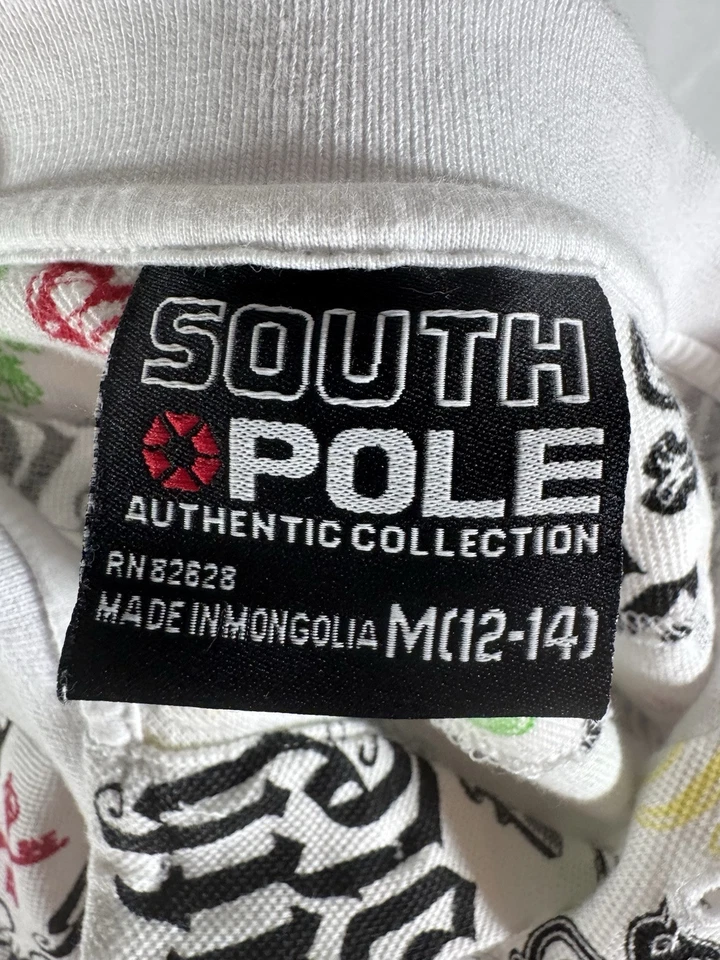 SOUTH
POLE
AUTHENTIC COLLECTION
RN 82628
MADE IN MONGOLIA M(12-14)